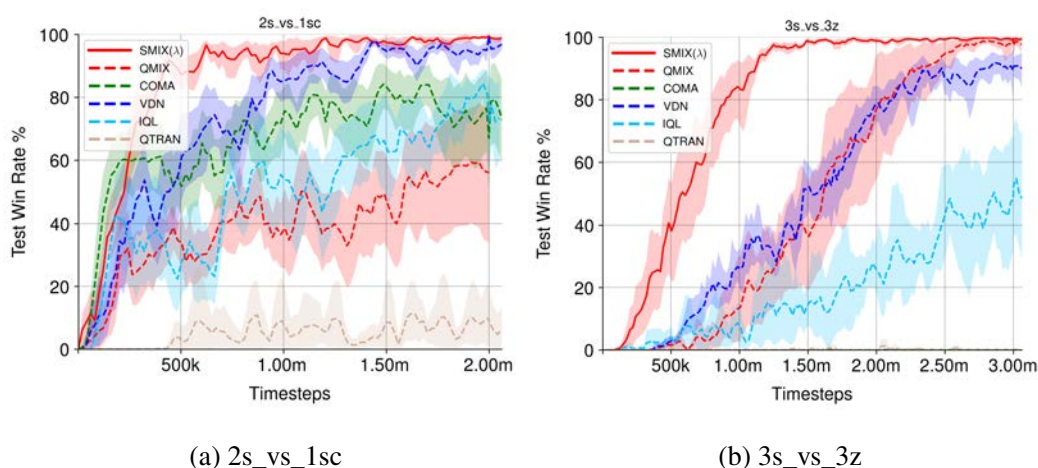 2s_vs_1sc
SMIX(λ)
QMIX
COMA
VDN
IQL
QTRAN
Test Win Rate %
100
80
60
40
20
0
500k 1.00m 1.50m 2.00m
Timesteps
(a) 2s_vs_1sc
3s_vs_3z
SMIX(λ)
QMIX
COMA
VDN
IQL
QTRAN
Test Win Rate %
100
80
60
40
20
0
500k 1.00m 1.50m 2.00m 2.50m 3.00m
Timesteps
(b) 3s_vs_3z